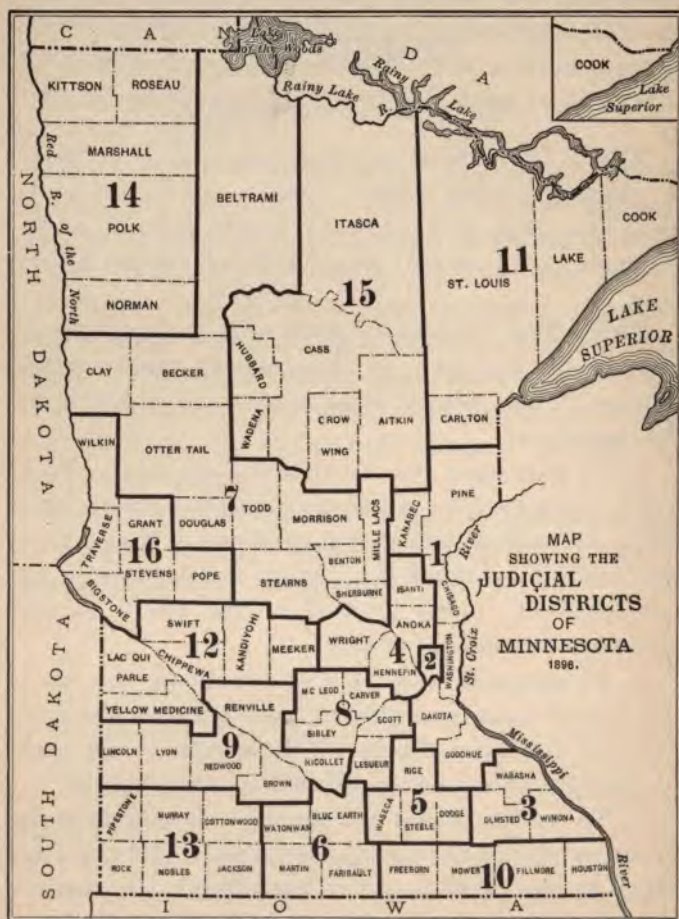 C A N
A D A
Lake
of the Woods
Rainy Lake
Rainy
R.
Lake
COOK
Lake
Superior
KITTSON
ROSEAU
MARSHALL
14
POLK
NORMAN
Red
R.
of the
North
NORTH DAKOTA
BELTRAMI
ITASCA
15
ST. LOUIS
11
LAKE
COOK
LAKE
SUPERIOR
CLAY
BECKER
HUBBARD
CASS
WADENA
CROW
WING
AITKIN
CARLTON
WILKIN
OTTER TAIL
7
TODD
MORRISON
MILLE LACS
KANABEC
PINE
1
River
St. Croix
TRAVERSE
GRANT
DOUGLAS
16
STEVENS
POPE
STEARNS
BENTON
SHERBURNE
ISANTI
CHISAGO
BIGSTONE
SWIFT
12
KANDIYOHI
MEEKER
WRIGHT
ANOKA
4
HENNEPIN
2
WASHINGTON
LAC QUI
PARLE
CHIPPEWA
YELLOW MEDICINE
RENVILLE
MC LEOD
CARVER
8
SIBLEY
SCOTT
DAKOTA
LINCOLN
LYON
9
REDWOOD
BROWN
NICOLLET
LESUEUR
RICE
GOODHUE
WABASHA
Mississippi
River
PIPESTONE
MURRAY
COTTONWOOD
13
WATONWAN
BLUE EARTH
6
WASECA
5
STEELE
DODGE
OLMSTED
3
WINONA
ROCK
NOBLES
JACKSON
MARTIN
FARIBAULT
FREEBORN
MOWER
10
FILLMORE
HOUSTON
SOUTH DAKOTA
I O W A
MAP
SHOWING THE
JUDICIAL
DISTRICTS
OF
MINNESOTA
1896.